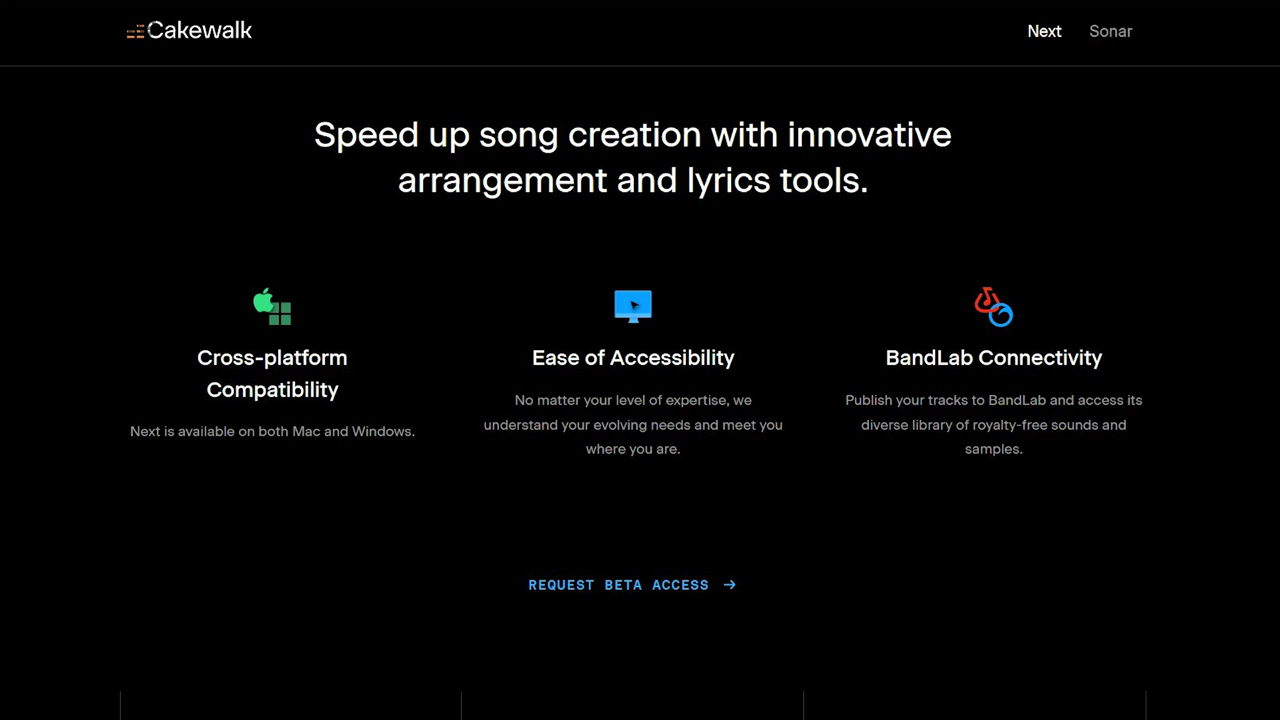 Cakewalk
Next
Sonar
Speed up song creation with innovative
arrangement and lyrics tools.
Cross-platform
Compatibility
Next is available on both Mac and Windows.
Ease of Accessibility
No matter your level of expertise, we
understand your evolving needs and meet you
where you are.
BandLab Connectivity
Publish your tracks to BandLab and access its
diverse library of royalty-free sounds and
samples.
REQUEST BETA ACCESS →